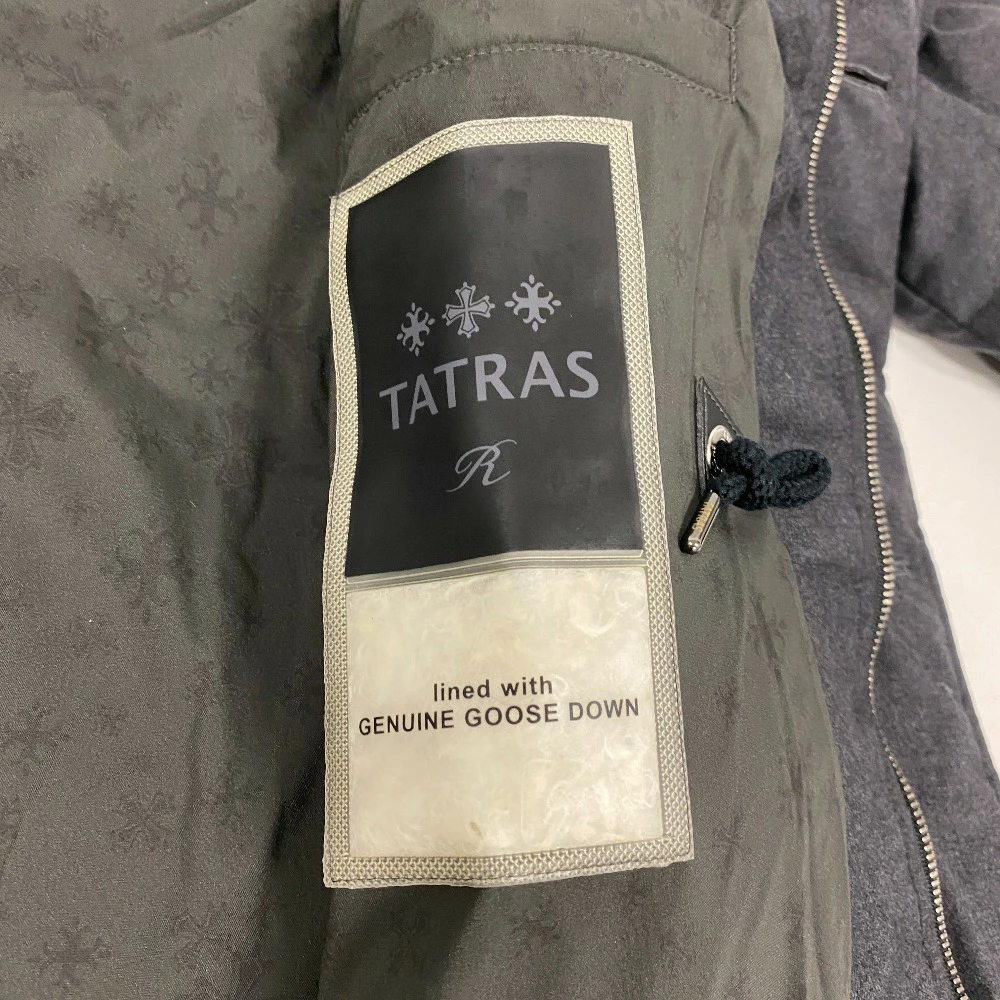 TATRAS
R
lined with
GENUINE GOOSE DOWN